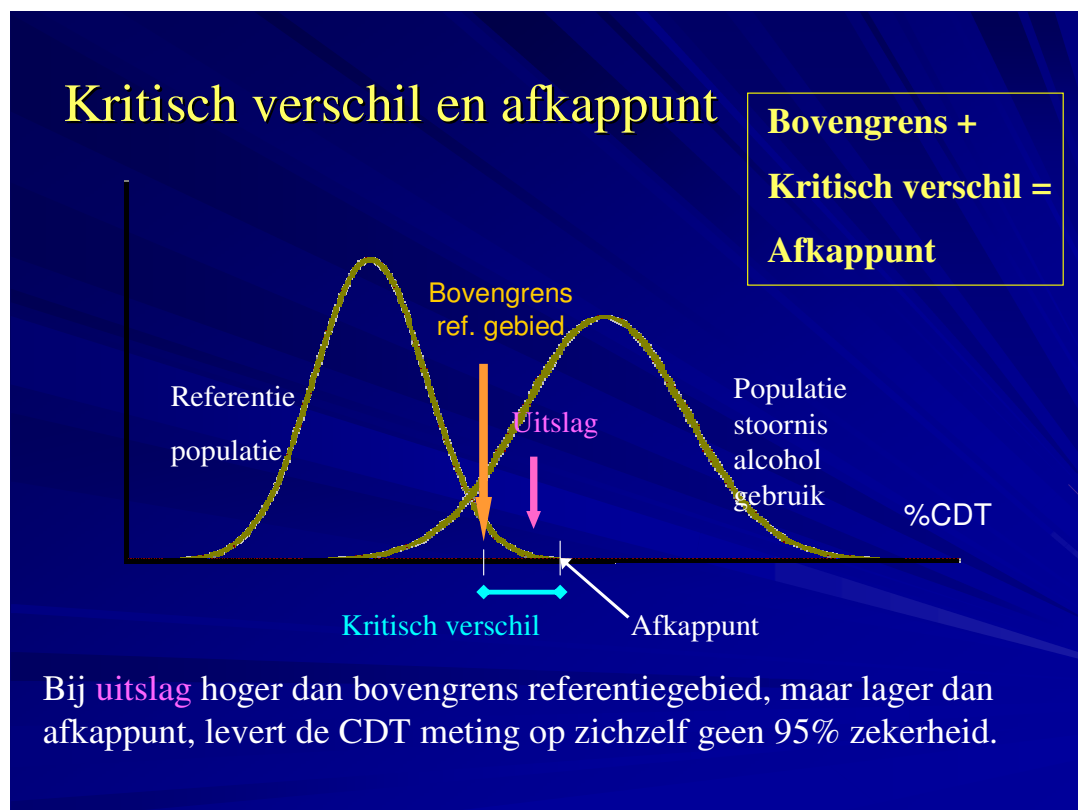 Kritisch verschil en afkappunt
Bovengrens +
Kritisch verschil =
Afkappunt
Bovengrens
ref. gebied
Referentie
populatie
Uitslag
Populatie
stoornis
alcohol
gebruik
%CDT
Kritisch verschil
Afkappunt
Bij uitslag hoger dan bovengrens referentiegebied, maar lager dan
afkappunt, levert de CDT meting op zichzelf geen 95% zekerheid.